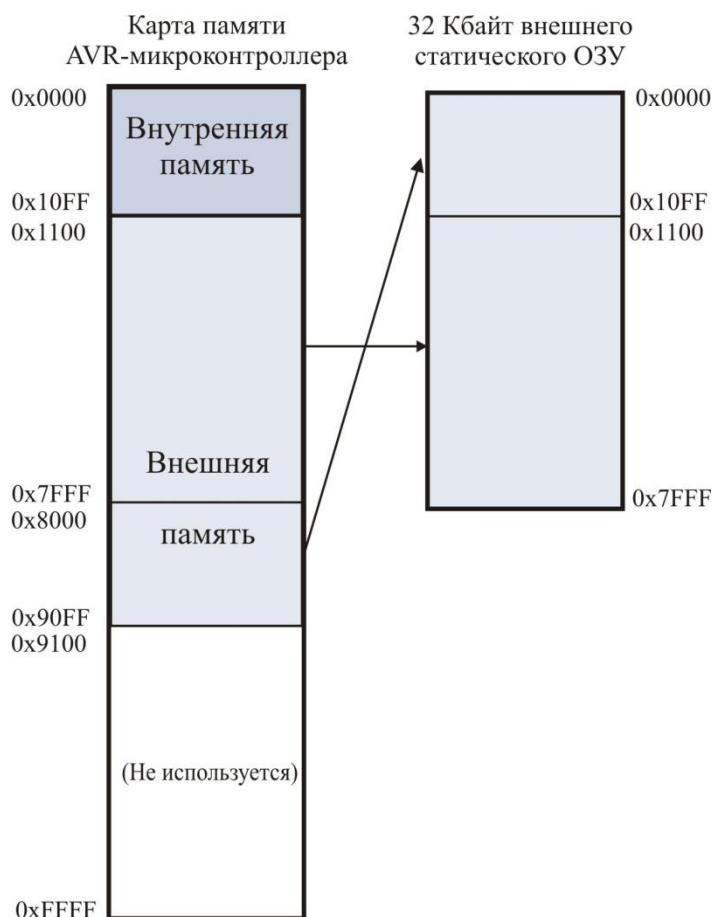 Карта памяти
AVR-микроконтроллера
32 Кбайт внешнего
статического ОЗУ
0x0000
Внутренняя
память
0x10FF
0x1100
Внешняя
0x7FFF
0x8000
память
0x90FF
0x9100
(Не используется)
0xFFFF
0x0000
0x10FF
0x1100
0x7FFF